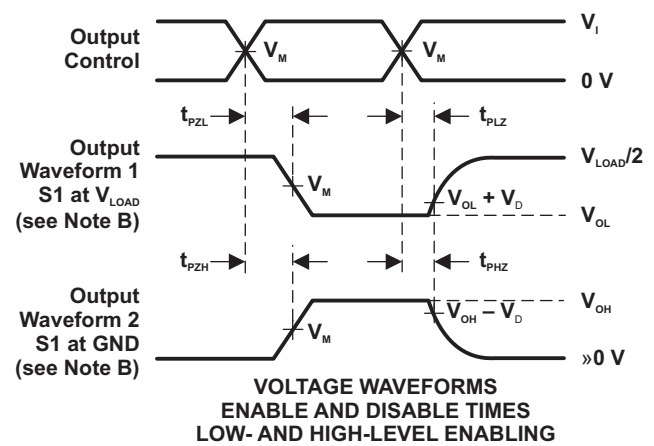 Output
Control
V_M
V_M
V_I
0 V
t_PZL
t_PLZ
Output
Waveform 1
S1 at V_LOAD
(see Note B)
V_M
V_OL + V_D
V_LOAD/2
V_OL
t_PZH
t_PHZ
Output
Waveform 2
S1 at GND
(see Note B)
V_M
V_OH – V_D
V_OH
»0 V
VOLTAGE WAVEFORMS
ENABLE AND DISABLE TIMES
LOW- AND HIGH-LEVEL ENABLING